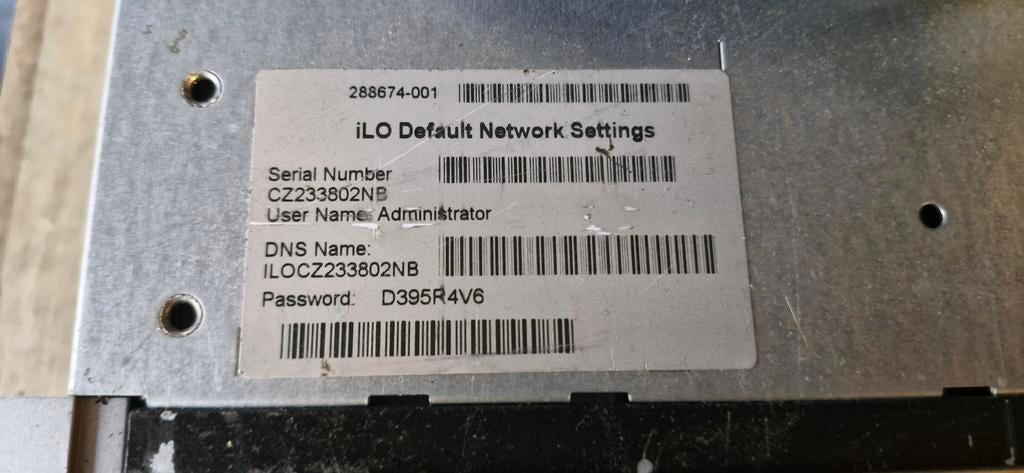 288674-001
iLO Default Network Settings
Serial Number
CZ233802NB
User Name: Administrator
DNS Name:
ILOCZ233802NB
Password: D395R4V6